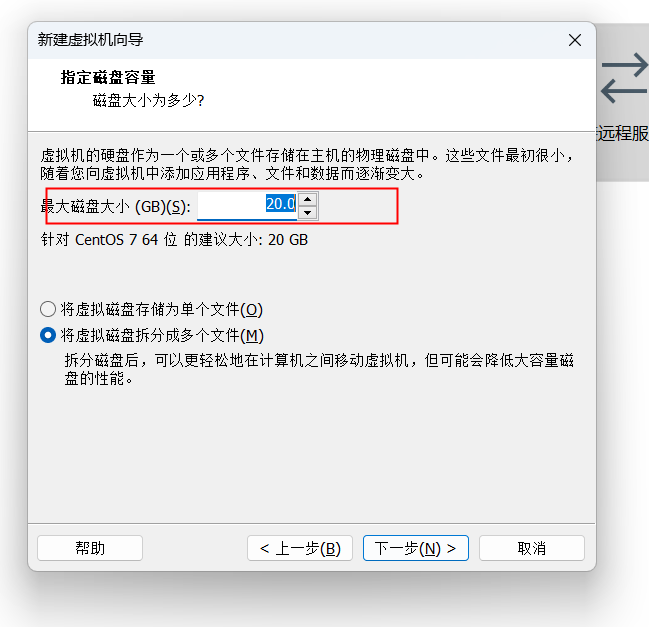 新建虚拟机向导
指定磁盘容量
磁盘大小为多少?
远程服
虚拟机的硬盘作为一个或多个文件存储在主机的物理磁盘中。这些文件最初很小，
随着您向虚拟机中添加应用程序、文件和数据而逐渐变大。
最大磁盘大小 (GB)(S): 20.0
针对 CentOS 7 64 位 的建议大小: 20 GB
将虚拟磁盘存储为单个文件(O)
将虚拟磁盘拆分成多个文件(M)
拆分磁盘后，可以更轻松地在计算机之间移动虚拟机，但可能会降低大容量磁
盘的性能。
帮助 < 上一步(B) 下一步(N) > 取消